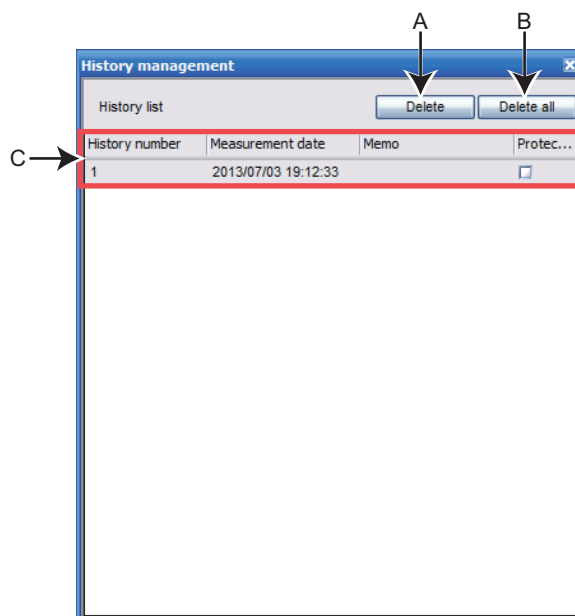 A B
History management
History list Delete Delete all
C
History number Measurement date Memo Protec...
1 2013/07/03 19:12:33